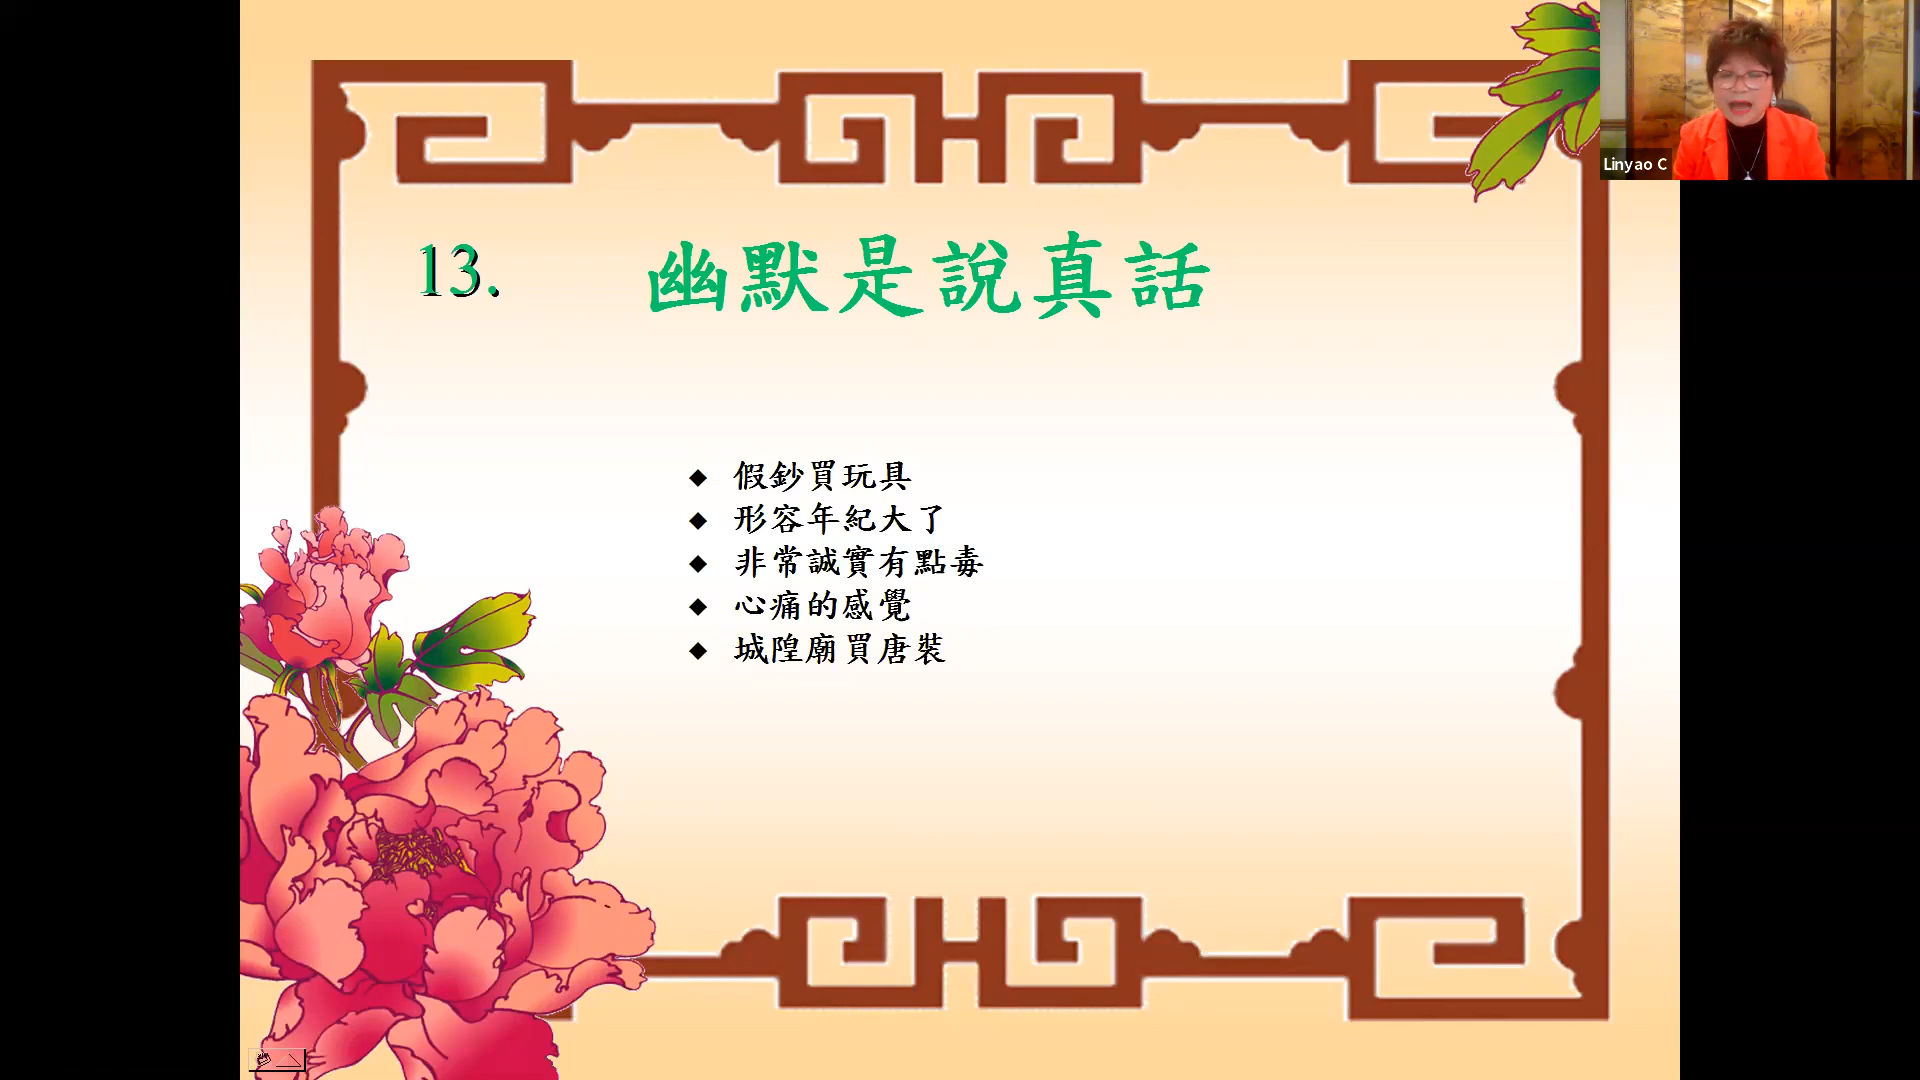 Linyao C
13. 幽默是說真話
◆ 假鈔買玩具
◆ 形容年紀大了
◆ 非常誠實有點毒
◆ 心痛的感覺
◆ 城隍廟買唐裝